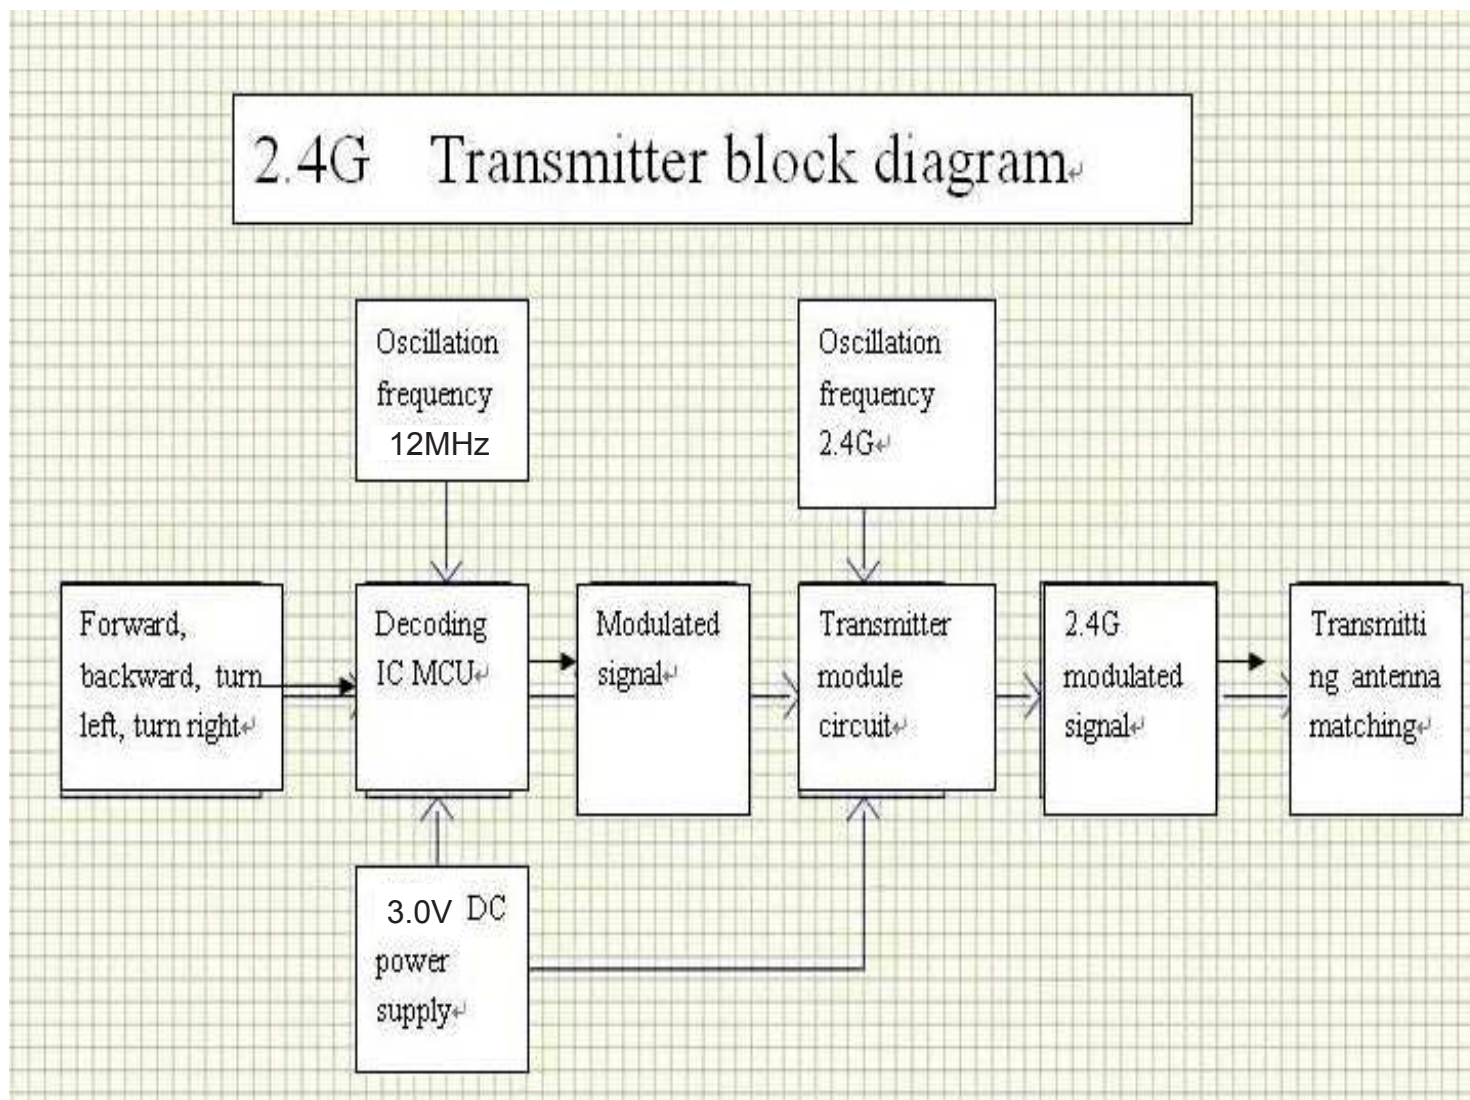 2.4G Transmitter block diagram
Oscillation
frequency
12MHz
Oscillation
frequency
2.4G
Forward,
backward, turn
left, turn right
Decoding
IC MCU
Modulated
signal
Transmitter
module
circuit
2.4G
modulated
signal
Transmitti
ng antenna
matching
3.0V DC
power
supply